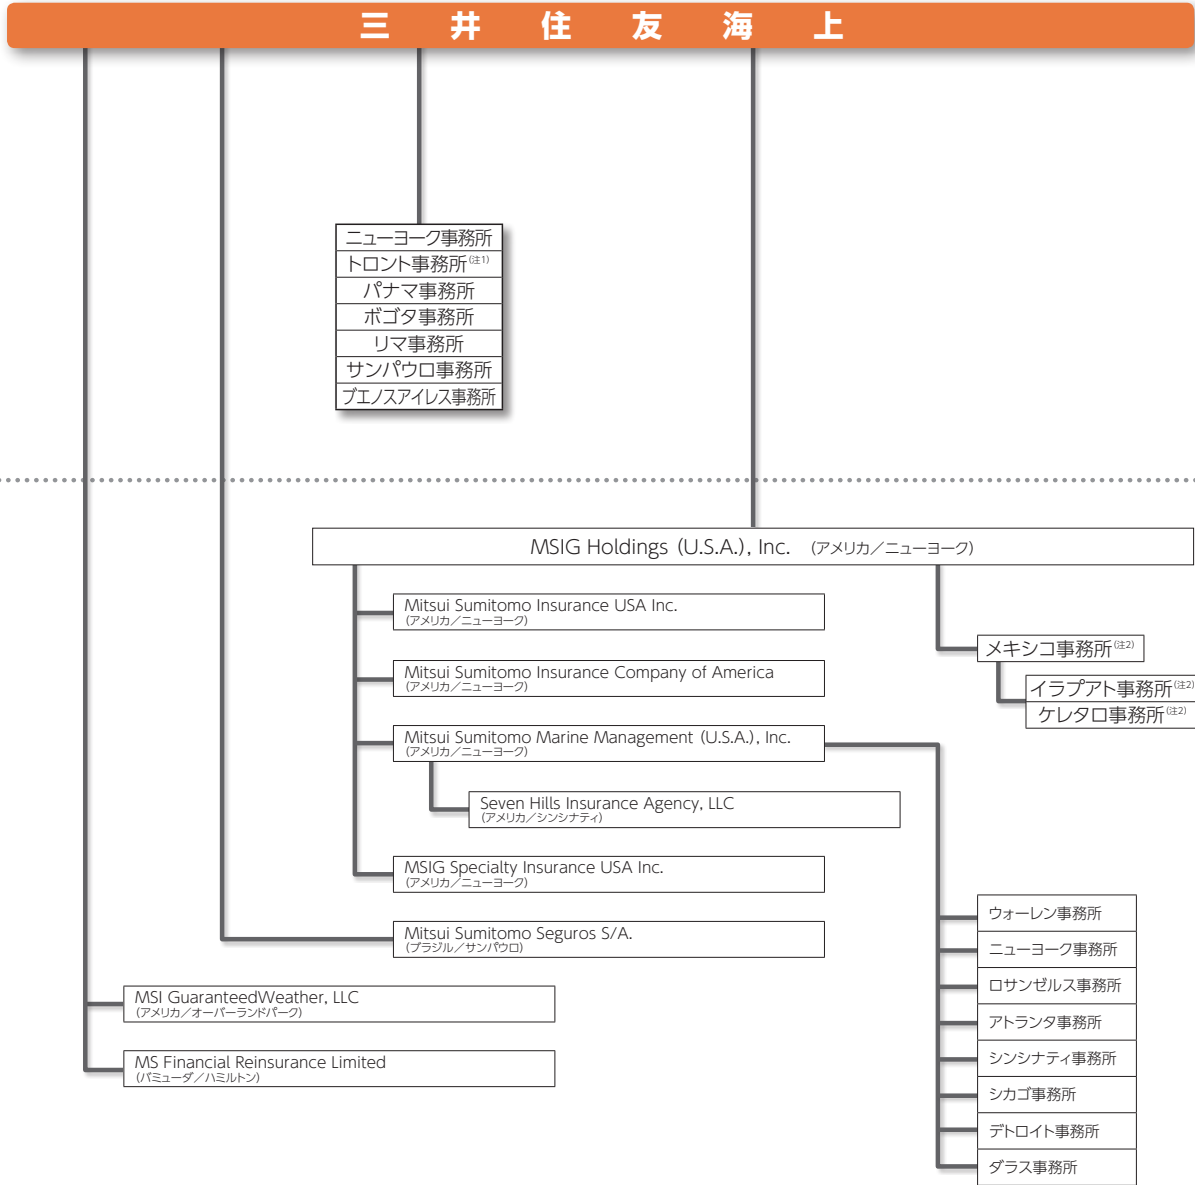 三井住友海上
ニューヨーク事務所
トロント事務所(注1)
パナマ事務所
ボゴタ事務所
リマ事務所
サンパウロ事務所
ブエノスアイレス事務所
MSIG Holdings (U.S.A.), Inc. (アメリカ／ニューヨーク)
Mitsui Sumitomo Insurance USA Inc.
(アメリカ／ニューヨーク)
Mitsui Sumitomo Insurance Company of America
(アメリカ／ニューヨーク)
Mitsui Sumitomo Marine Management (U.S.A.), Inc.
(アメリカ／ニューヨーク)
Seven Hills Insurance Agency, LLC
(アメリカ／シンシナティ)
MSIG Specialty Insurance USA Inc.
(アメリカ／ニューヨーク)
Mitsui Sumitomo Seguros S/A.
(ブラジル／サンパウロ)
MSI GuaranteedWeather, LLC
(アメリカ／オーバーランドパーク)
MS Financial Reinsurance Limited
(バミューダ／ハミルトン)
メキシコ事務所(注2)
イラプアト事務所(注2)
ケレタロ事務所(注2)
ウォーレン事務所
ニューヨーク事務所
ロサンゼルス事務所
アトランタ事務所
シンシナティ事務所
シカゴ事務所
デトロイト事務所
ダラス事務所